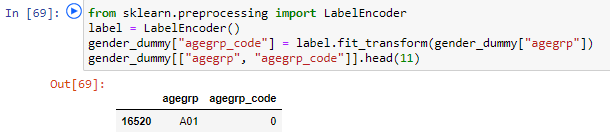 In [69]:
from sklearn.preprocessing import LabelEncoder
label = LabelEncoder()
gender_dummy["agegrp_code"] = label.fit_transform(gender_dummy["agegrp"])
gender_dummy[["agegrp", "agegrp_code"]].head(11)
Out[69]:
agegrp agegrp_code
16520 A01 0